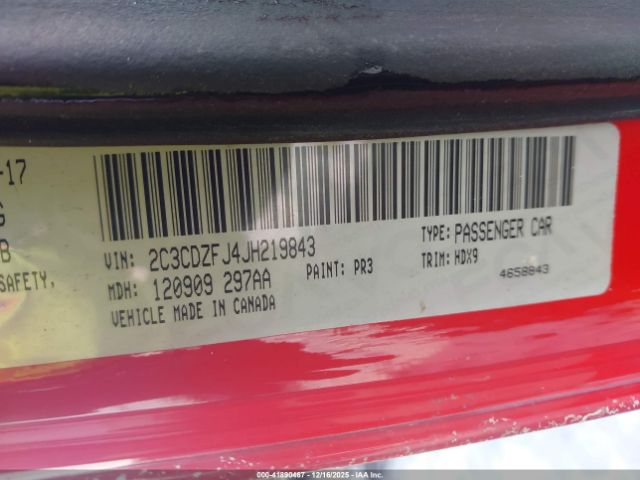 -17
G
B
SAFETY,
VIN: 2C3CDZFJ4JH219843
TYPE: PASSENGER CAR
MDH: 120909 297AA
PAINT: PR3
TRIM: HDX9
VEHICLE MADE IN CANADA
4658843
000-41890467 - 12/16/2025 - IAA Inc.